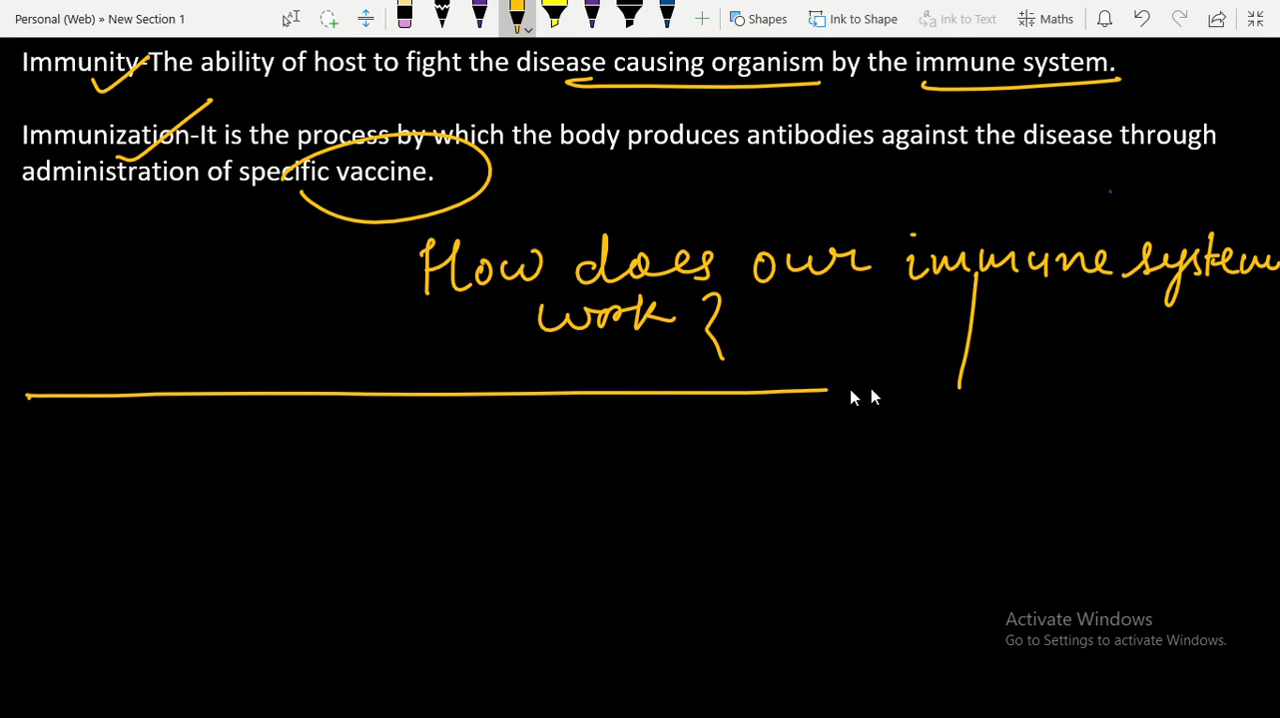 Personal (Web) » New Section 1
Shapes
Ink to Shape
Ink to Text
Maths
Immunity-The ability of host to fight the disease causing organism by the immune system.
Immunization-It is the process by which the body produces antibodies against the disease through
administration of specific vaccine.
How does our immune system
work ?
Activate Windows
Go to Settings to activate Windows.